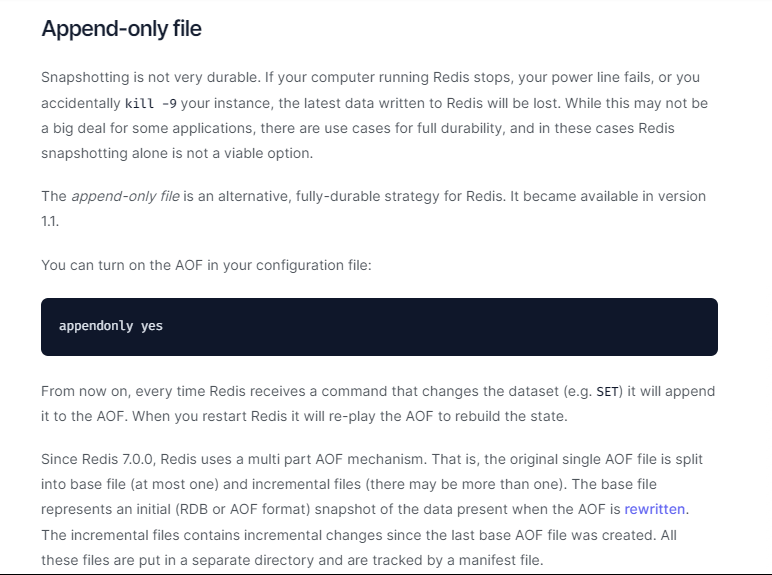 Append-only file
Snapshotting is not very durable. If your computer running Redis stops, your power line fails, or you
accidentally kill -9 your instance, the latest data written to Redis will be lost. While this may not be
a big deal for some applications, there are use cases for full durability, and in these cases Redis
snapshotting alone is not a viable option.
The append-only file is an alternative, fully-durable strategy for Redis. It became available in version
1.1.
You can turn on the AOF in your configuration file:
appendonly yes
From now on, every time Redis receives a command that changes the dataset (e.g. SET) it will append
it to the AOF. When you restart Redis it will re-play the AOF to rebuild the state.
Since Redis 7.0.0, Redis uses a multi part AOF mechanism. That is, the original single AOF file is split
into base file (at most one) and incremental files (there may be more than one). The base file
represents an initial (RDB or AOF format) snapshot of the data present when the AOF is rewritten.
The incremental files contains incremental changes since the last base AOF file was created. All
these files are put in a separate directory and are tracked by a manifest file.